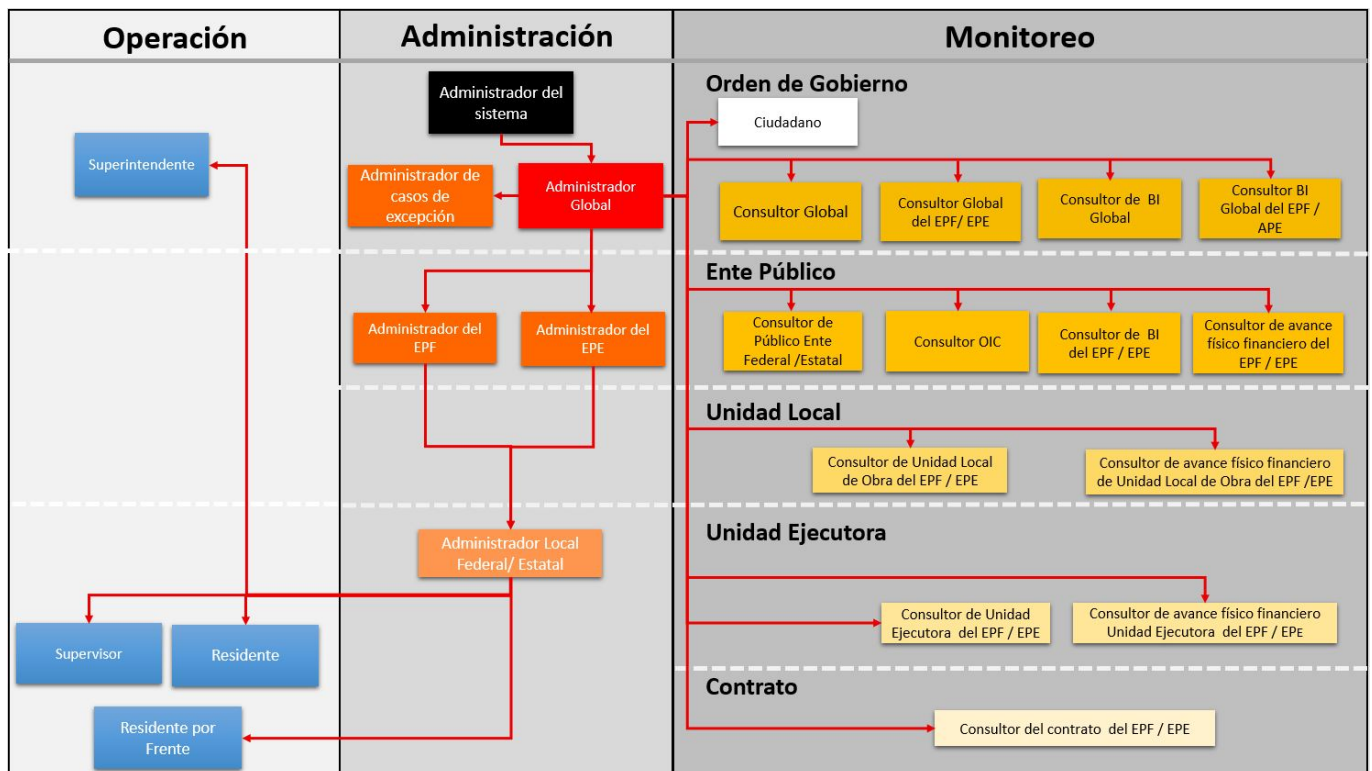 Operación
Administración
Monitoreo
Administrador del
sistema
Superintendente
Administrador de
casos de
excepción
Administrador
Global
Administrador del
EPF
Administrador del
EPE
Administrador Local
Federal/ Estatal
Supervisor
Residente
Residente por
Frente
Orden de Gobierno
Ciudadano
Consultor Global
Consultor Global
del EPF/ EPE
Consultor de BI
Global
Consultor BI
Global del EPF /
APE
Ente Público
Consultor de
Público Ente
Federal /Estatal
Consultor OIC
Consultor de BI
del EPF / EPE
Consultor de avance
físico financiero del
EPF / EPE
Unidad Local
Consultor de Unidad Local
de Obra del EPF / EPE
Consultor de avance físico financiero
de Unidad Local de Obra del EPF /EPE
Unidad Ejecutora
Consultor de Unidad
Ejecutora del EPF / EPE
Consultor de avance físico financiero
Unidad Ejecutora del EPF / EPE
Contrato
Consultor del contrato del EPF / EPE